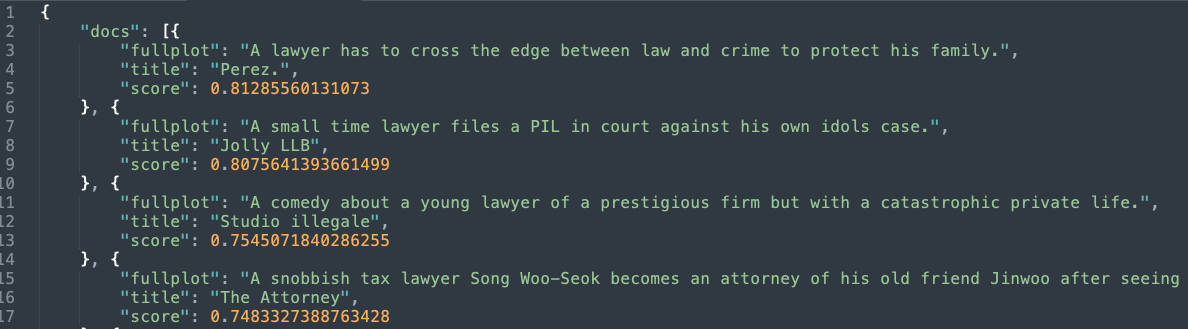 1 {
2 "docs": [{
3 "fullplot": "A lawyer has to cross the edge between law and crime to protect his family.",
4 "title": "Perez.",
5 "score": 0.81285560131073
6 }, {
7 "fullplot": "A small time lawyer files a PIL in court against his own idols case.",
8 "title": "Jolly LLB",
9 "score": 0.8075641393661499
10 }, {
11 "fullplot": "A comedy about a young lawyer of a prestigious firm but with a catastrophic private life.",
12 "title": "Studio illegale",
13 "score": 0.7545071840286255
14 }, {
15 "fullplot": "A snobbish tax lawyer Song Woo-Seok becomes an attorney of his old friend Jinwoo after seeing
16 "title": "The Attorney",
17 "score": 0.7483327388763428